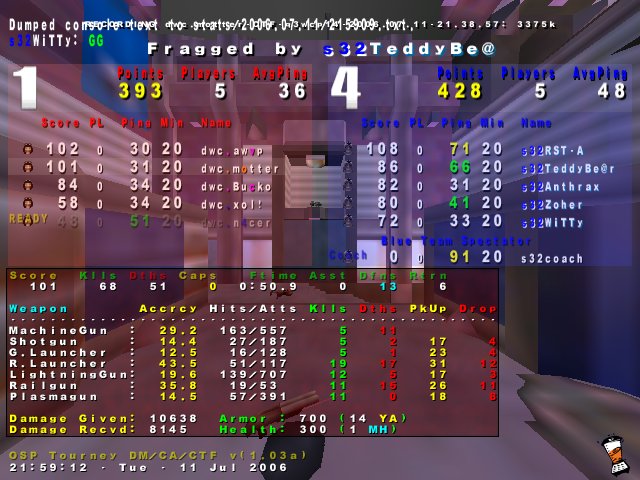 s32WiTTy: GG
Fragged by s32TeddyBe@
1 Points Players AvgPing 4 Points Players AvgPing
393 5 36 428 5 48
Score PL Ping Min Name Score PL Ping Min Name
102 0 30 20 108 0 71 20 s32RST-A
101 0 31 20 dwc.motter 86 0 66 20 s32TeddyBe@r
84 0 34 20 82 0 31 20 s32Anthrax
58 0 34 20 dwc.xol! 80 0 41 20 s32Zoher
READY 48 0 51 20 72 0 33 20 s32WiTTy
Blue Team Spectator
Coach 0 0 91 20 s32coach
Score Klls Dths Caps Ftime Asst Dfns Rtrn
101 68 51 0 0:50.9 0 13 6
Weapon Accrcy Hits/Atts Klls Dths PkUp Drop
MachineGun : 29.2 163/557 5 11
Shotgun : 14.4 27/187 5 2 17 4
G.Launcher : 12.5 16/128 5 1 23 4
R.Launcher : 43.5 51/117 19 17 31 12
LightningGun: 19.6 139/707 12 5 17 3
Railgun : 35.8 19/53 11 15 26 11
Plasmagun : 14.5 57/391 11 0 18 8
Damage Given: 10638 Armor : 700 (14 YA)
Damage Recvd: 8145 Health: 300 (1 MH)
OSP Tourney DM/CA/CTF v(1.03a)
21:59:12 - Tue - 11 Jul 2006